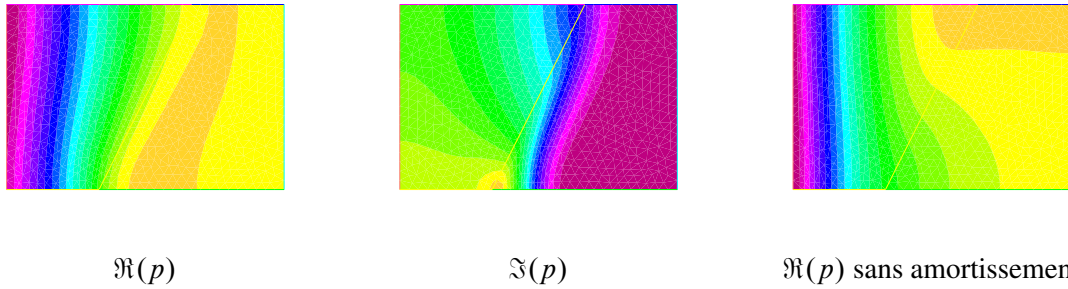 ℜ(p)
ℑ(p)
ℜ(p) sans amortissemen